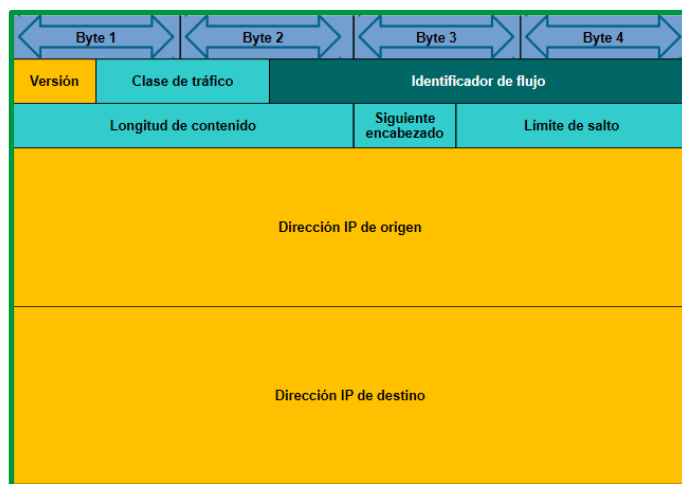 Byte 1 Byte 2 Byte 3 Byte 4
Versión Clase de tráfico Identificador de flujo
Longitud de contenido Siguiente encabezado Límite de salto
Dirección IP de origen
Dirección IP de destino